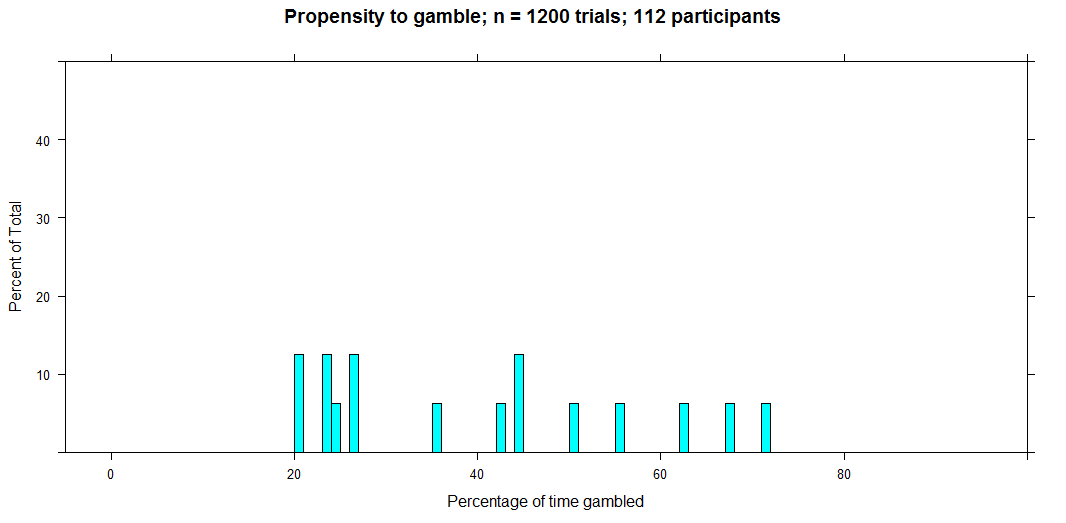 Propensity to gamble; n = 1200 trials; 112 participants
40
30
20
10
Percent of Total
0 20 40 60 80
Percentage of time gambled